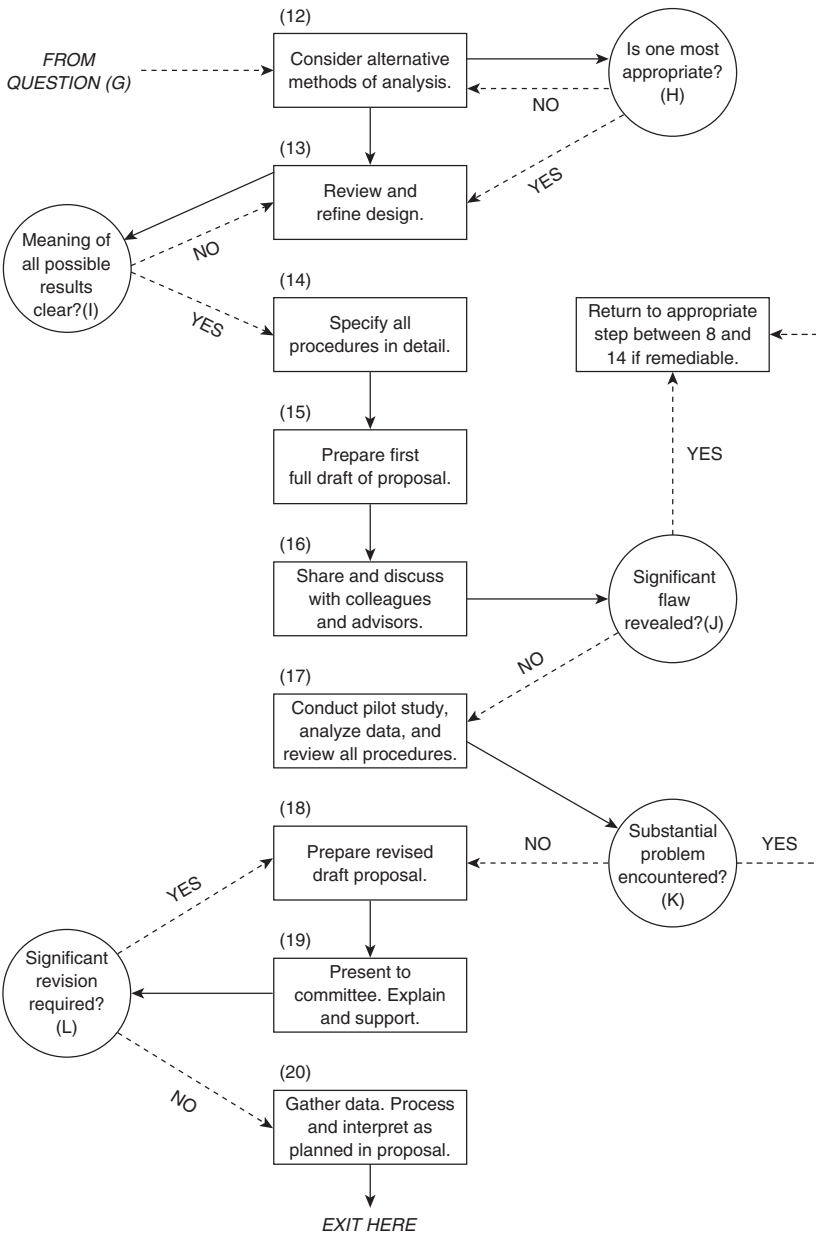 (12)
FROM
QUESTION (G)
Consider alternative
methods of analysis.
Is one most
appropriate?
(H)
NO
YES
(13)
Review and
refine design.
Meaning of
all possible
results
clear?(I)
NO
YES
(14)
Specify all
procedures in detail.
Return to appropriate
step between 8 and
14 if remediable.
(15)
Prepare first
full draft of proposal.
YES
(16)
Share and discuss
with colleagues
and advisors.
Significant
flaw
revealed?(J)
NO
(17)
Conduct pilot study,
analyze data, and
review all procedures.
(18)
Prepare revised
draft proposal.
NO
Substantial
problem
encountered?
(K)
YES
YES
(19)
Present to
committee. Explain
and support.
Significant
revision
required?
(L)
NO
(20)
Gather data. Process
and interpret as
planned in proposal.
EXIT HERE